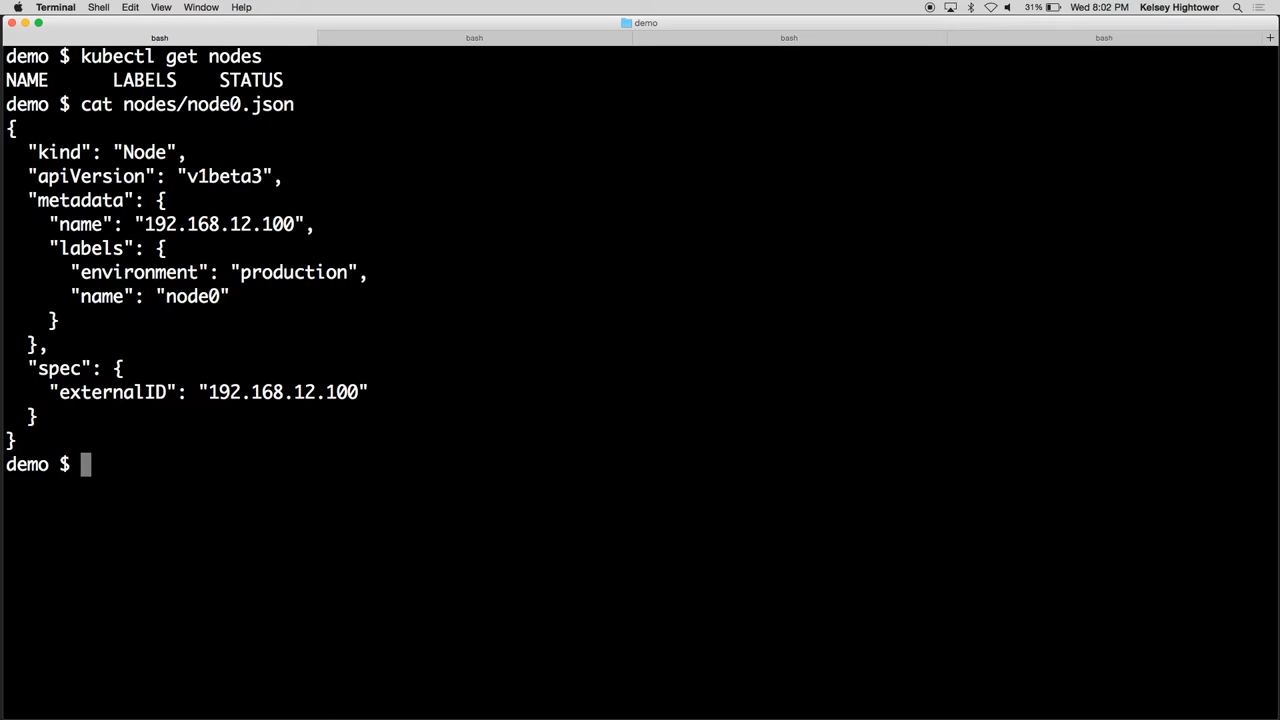 Terminal Shell Edit View Window Help 31% Wed 8:02 PM Kelsey Hightower
demo
bash bash bash bash +
demo $ kubectl get nodes
NAME LABELS STATUS
demo $ cat nodes/node0.json
{
  "kind": "Node",
  "apiVersion": "v1beta3",
  "metadata": {
    "name": "192.168.12.100",
    "labels": {
      "environment": "production",
      "name": "node0"
    }
  },
  "spec": {
    "externalID": "192.168.12.100"
  }
}
demo $